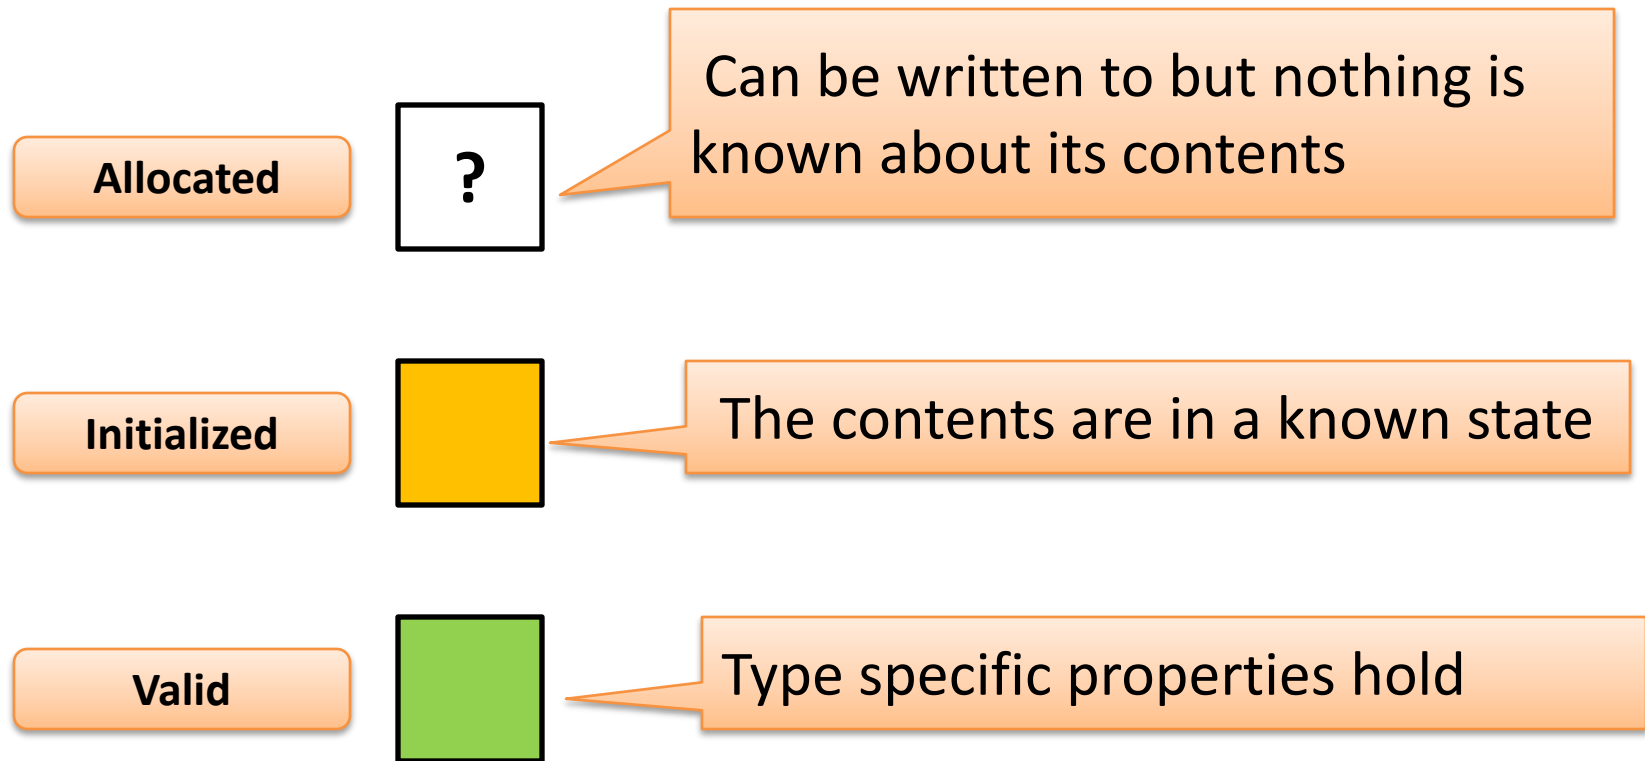 Can be written to but nothing is
known about its contents
Allocated
?
The contents are in a known state
Initialized
Type specific properties hold
Valid